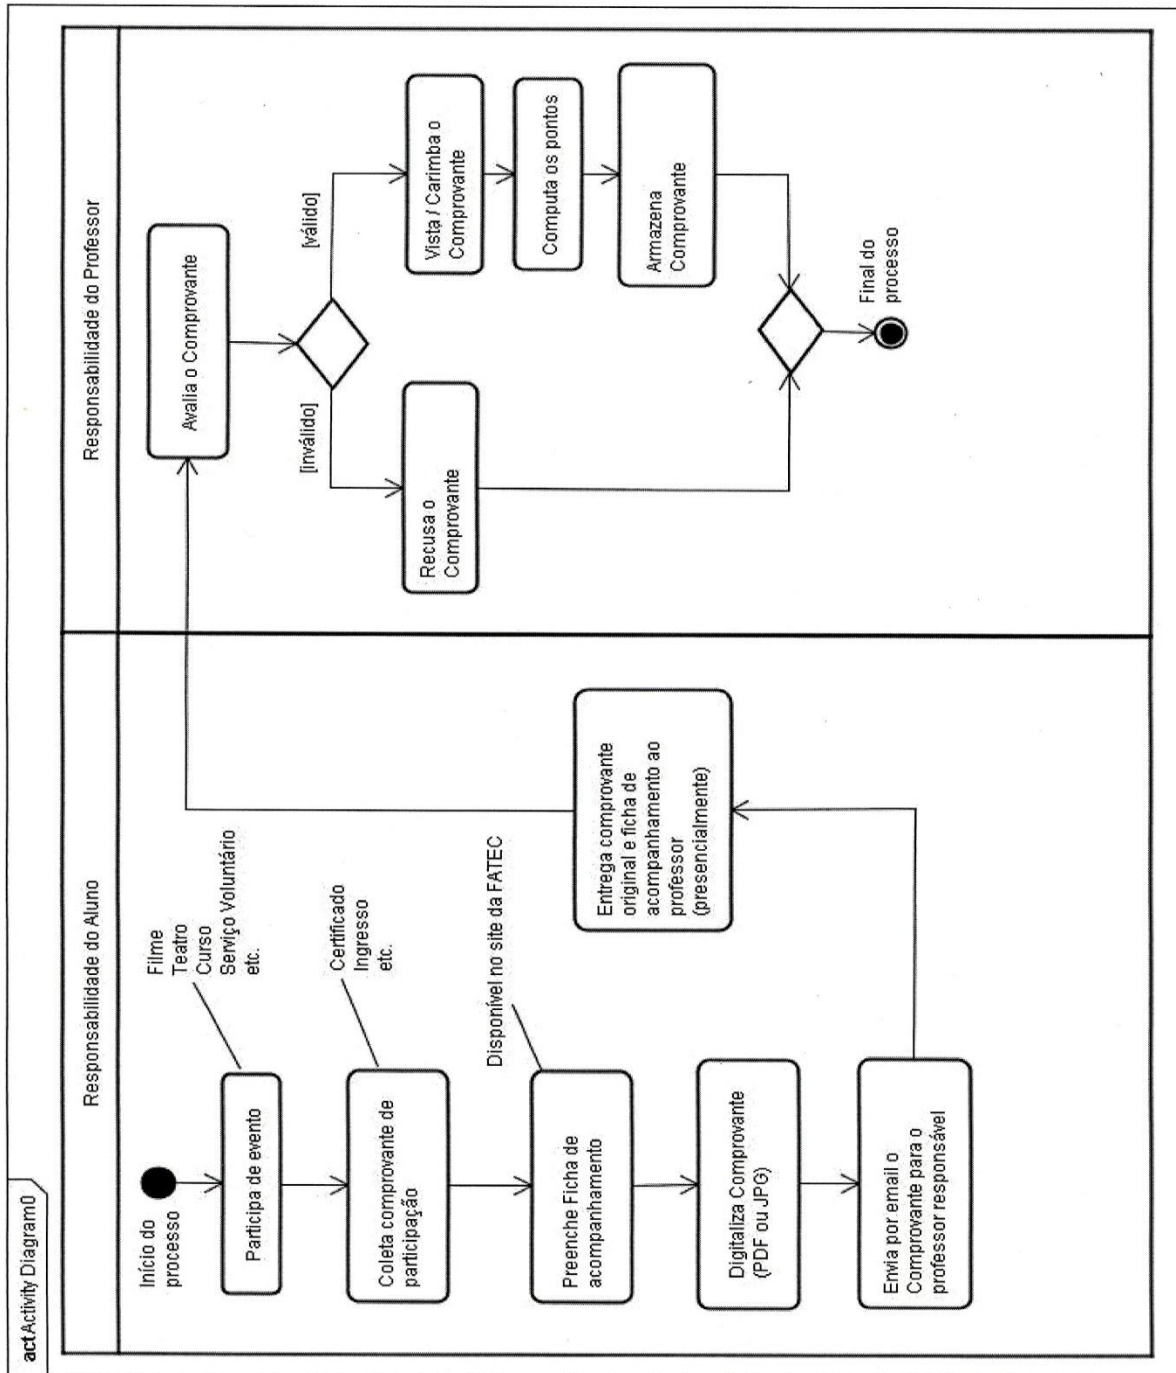 actActivity Diagram0
Responsabilidade do Aluno
Início do
processo
Participa de evento
Filme
Teatro
Curso
Serviço Voluntário
etc.
Coleta comprovante de
participação
Certificado
Ingresso
etc.
Preenche Ficha de
acompanhamento
Disponível no site da FATEC
Digitaliza Comprovante
(PDF ou JPG)
Envia por email o
Comprovante para o
professor responsável
Entrega comprovante
original e ficha de
acompanhamento ao
professor
(presencialmente)
Responsabilidade do Professor
Avalia o Comprovante
[inválido]
[válido]
Recusa o
Comprovante
Vista / Carimba o
Comprovante
Computa os pontos
Armazena
Comprovante
Final do
processo